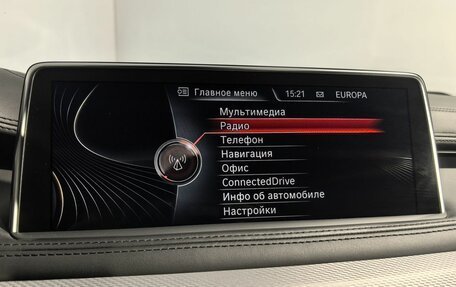 Главное меню 15:21 EUROPA
Мультимедиа
Радио
Телефон
Навигация
Офис
ConnectedDrive
Инфо об автомобиле
Настройки